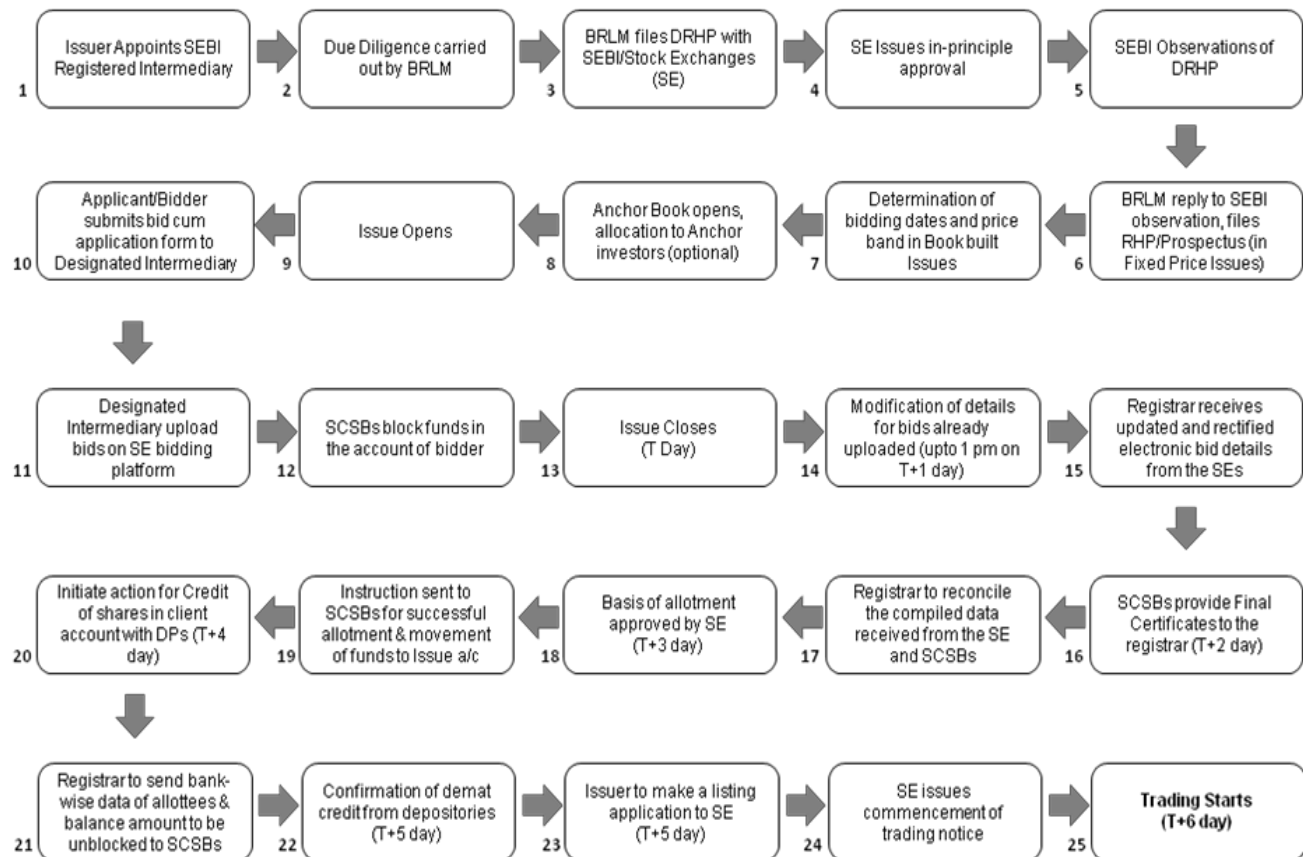 Issuer Appoints SEBI
Registered Intermediary
1
Due Diligence carried
out by BRLM
2
BRLM files DRHP with
SEBI/Stock Exchanges
(SE)
3
SE Issues in-principle
approval
4
SEBI Observations of
DRHP
5
BRLM reply to SEBI
observation, files
RHP/Prospectus (in
Fixed Price Issues)
6
Determination of
bidding dates and price
band in Book built
Issues
7
Anchor Book opens,
allocation to Anchor
investors (optional)
8
Issue Opens
9
Applicant/Bidder
submits bid cum
application form to
Designated Intermediary
10
Designated
Intermediary upload
bids on SE bidding
platform
11
SCSBs block funds in
the account of bidder
12
Issue Closes
(T Day)
13
Modification of details
for bids already
uploaded (upto 1 pm on
T+1 day)
14
Registrar receives
updated and rectified
electronic bid details
from the SEs
15
SCSBs provide Final
Certificates to the
registrar (T+2 day)
16
Registrar to reconcile
the compiled data
received from the SE
and SCSBs
17
Basis of allotment
approved by SE
(T+3 day)
18
Instruction sent to
SCSBs for successful
allotment & movement
of funds to Issue a/c
19
Initiate action for Credit
of shares in client
account with DPs (T+4
day)
20
Registrar to send bank-
wise data of allottees &
balance amount to be
unblocked to SCSBs
21
Confirmation of demat
credit from depositories
(T+5 day)
22
Issuer to make a listing
application to SE
(T+5 day)
23
SE issues
commencement of
trading notice
24
Trading Starts
(T+6 day)
25